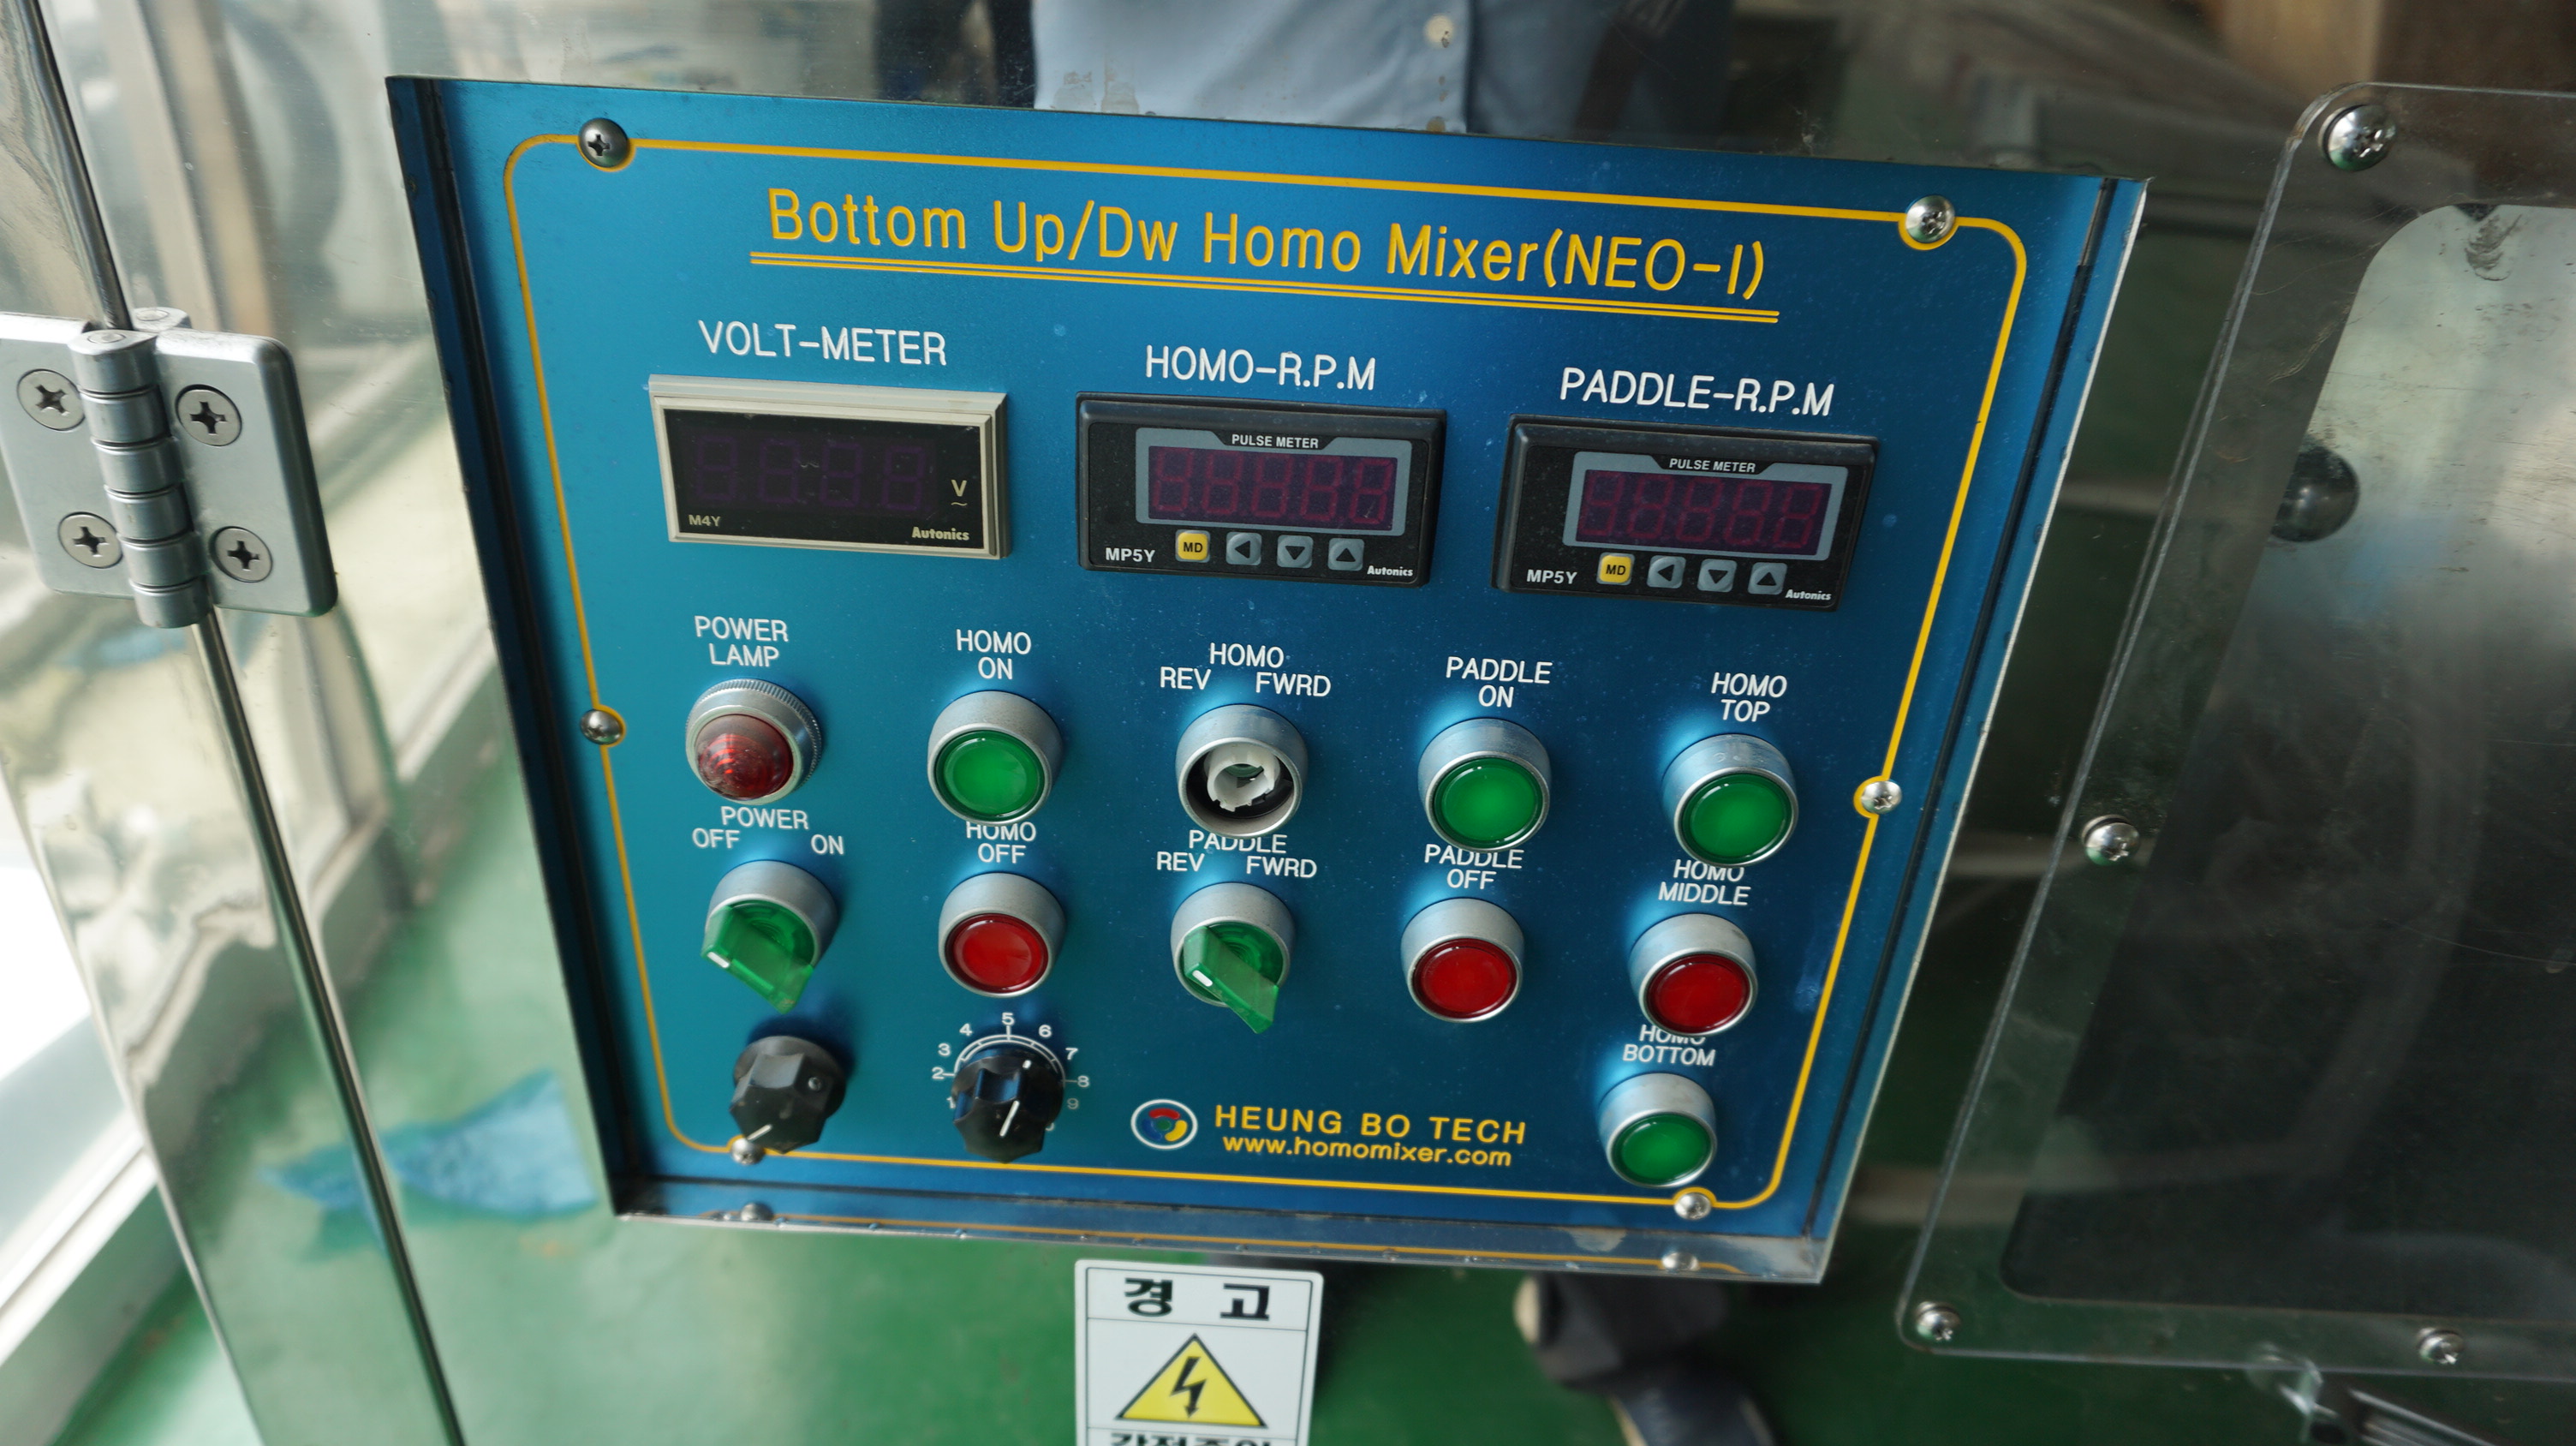 Bottom Up/Dw Homo Mixer(NEO-I)
VOLT-METER
HOMO-R.P.M
PADDLE-R.P.M
V
~
M4Y
Autonics
PULSE METER
MP5Y
MD
Autonics
PULSE METER
MP5Y
MD
Autonics
POWER
LAMP
HOMO
ON
HOMO
REV FWRD
PADDLE
ON
HOMO
TOP
POWER
OFF ON
HOMO
OFF
PADDLE
REV FWRD
PADDLE
OFF
HOMO
MIDDLE
HOMO
BOTTOM
1 2 3 4 5 6 7 8 9
HEUNG BO TECH
www.homomixer.com
경 고